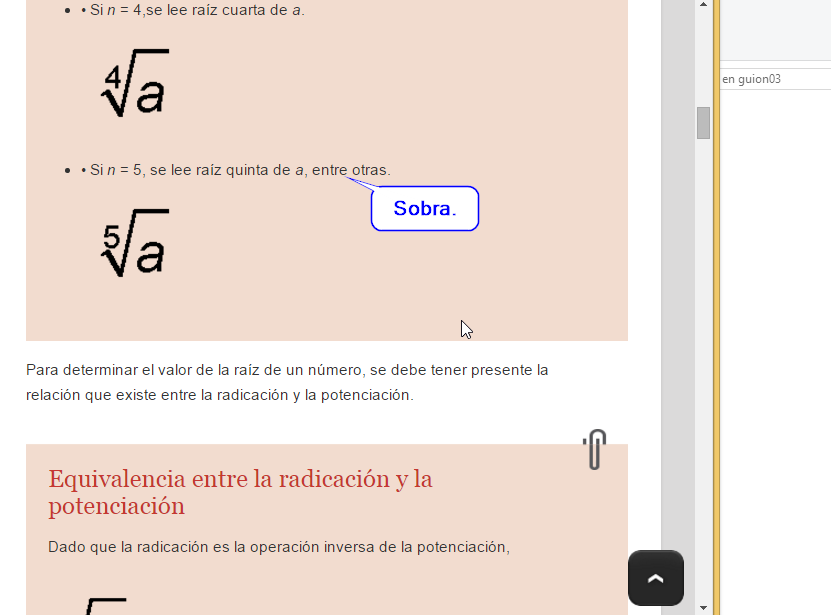 • • Si n = 4,se lee raíz cuarta de a.
∜a
• • Si n = 5, se lee raíz quinta de a, entre otras.
Sobra.
⁵√a
Para determinar el valor de la raíz de un número, se debe tener presente la
relación que existe entre la radicación y la potenciación.
Equivalencia entre la radicación y la
potenciación
Dado que la radicación es la operación inversa de la potenciación,
en guion03